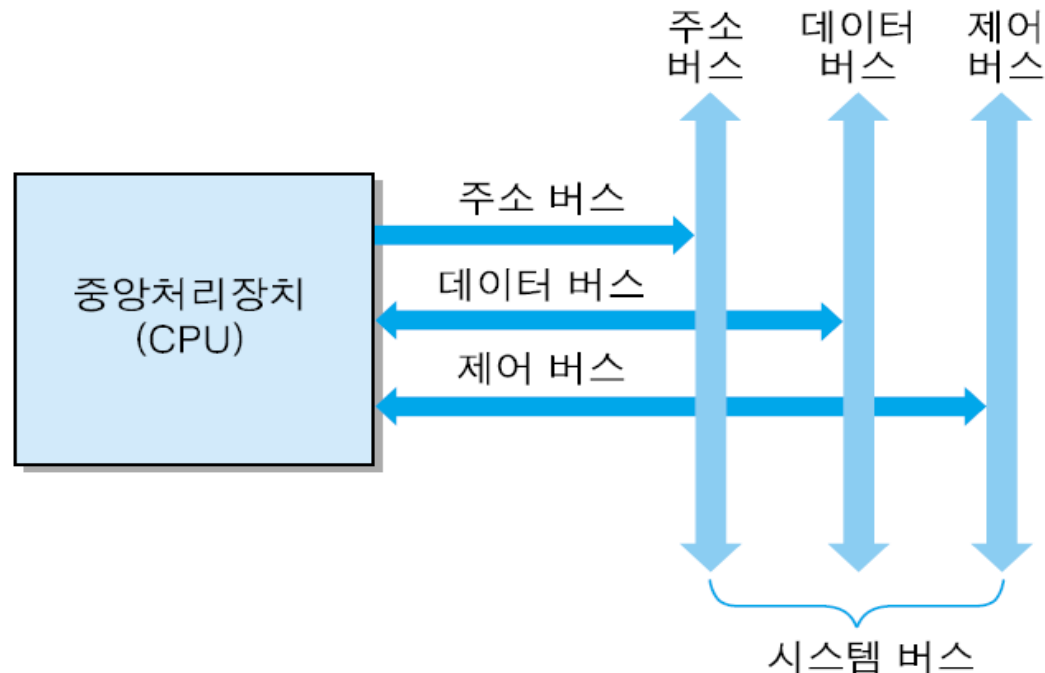 주소
버스
데이터
버스
제어
버스
주소 버스
데이터 버스
제어 버스
중앙처리장치
(CPU)
시스템 버스